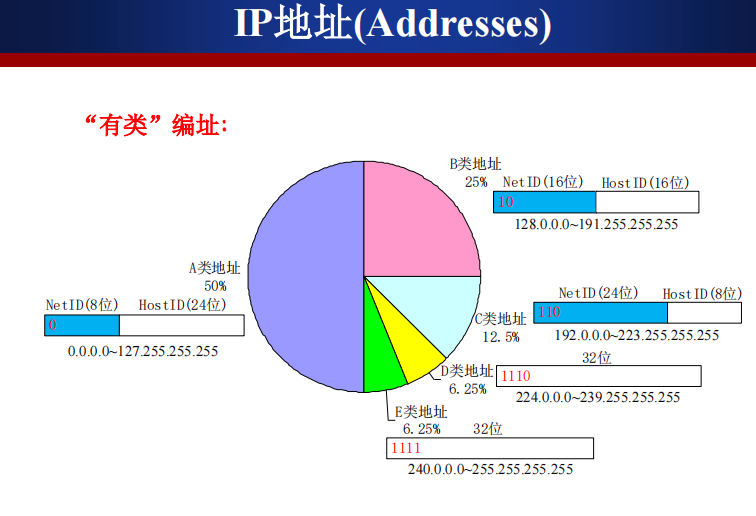 IP地址(Addresses)
“有类”编址:
B类地址
25%
NetID(16位) HostID(16位)
10
128.0.0.0~191.255.255.255
A类地址
50%
NetID(8位) HostID(24位)
0
0.0.0.0~127.255.255.255
NetID(24位) HostID(8位)
110
C类地址
12.5%
192.0.0.0~223.255.255.255
32位
D类地址
6.25%
1110
224.0.0.0~239.255.255.255
E类地址
6.25%
32位
1111
240.0.0.0~255.255.255.255